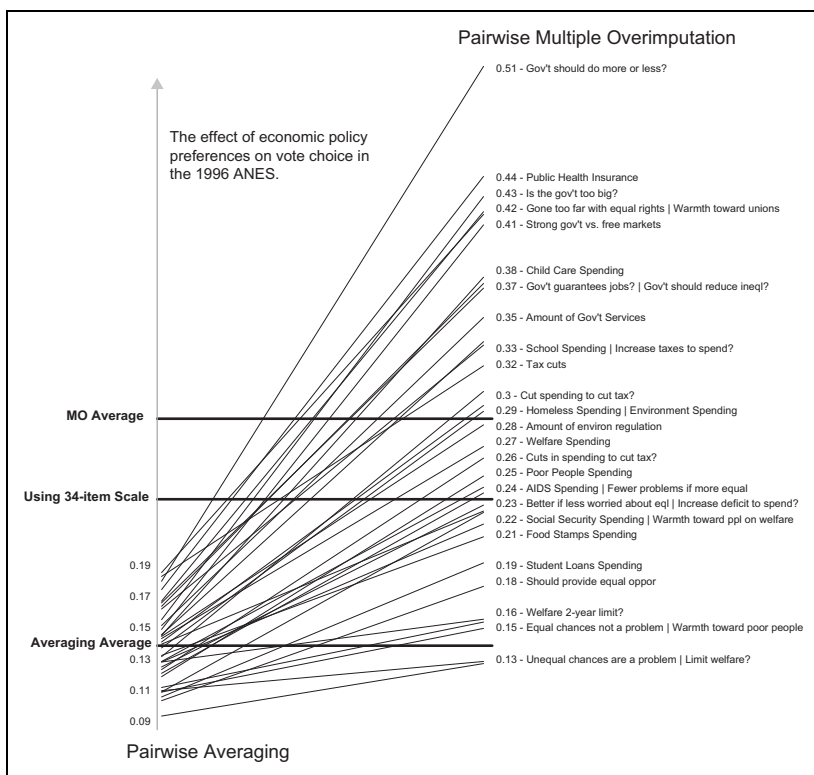 Pairwise Multiple Overimputation
0.51 - Gov't should do more or less?
The effect of economic policy
preferences on vote choice in
the 1996 ANES.
0.44 - Public Health Insurance
0.43 - Is the gov't too big?
0.42 - Gone too far with equal rights | Warmth toward unions
0.41 - Strong gov't vs. free markets
0.38 - Child Care Spending
0.37 - Gov't guarantees jobs? | Gov't should reduce ineql?
0.35 - Amount of Gov't Services
0.33 - School Spending | Increase taxes to spend?
0.32 - Tax cuts
0.3 - Cut spending to cut tax?
0.29 - Homeless Spending | Environment Spending
MO Average
0.28 - Amount of environ regulation
0.27 - Welfare Spending
0.26 - Cuts in spending to cut tax?
0.25 - Poor People Spending
0.24 - AIDS Spending | Fewer problems if more equal
Using 34-item Scale
0.23 - Better if less worried about eql | Increase deficit to spend?
0.22 - Social Security Spending | Warmth toward ppl on welfare
0.21 - Food Stamps Spending
0.19
0.19 - Student Loans Spending
0.18 - Should provide equal oppor
0.17
0.16 - Welfare 2-year limit?
0.15
0.15 - Equal chances not a problem | Warmth toward poor people
Averaging Average
0.13
0.13 - Unequal chances are a problem | Limit welfare?
0.11
0.09
Pairwise Averaging